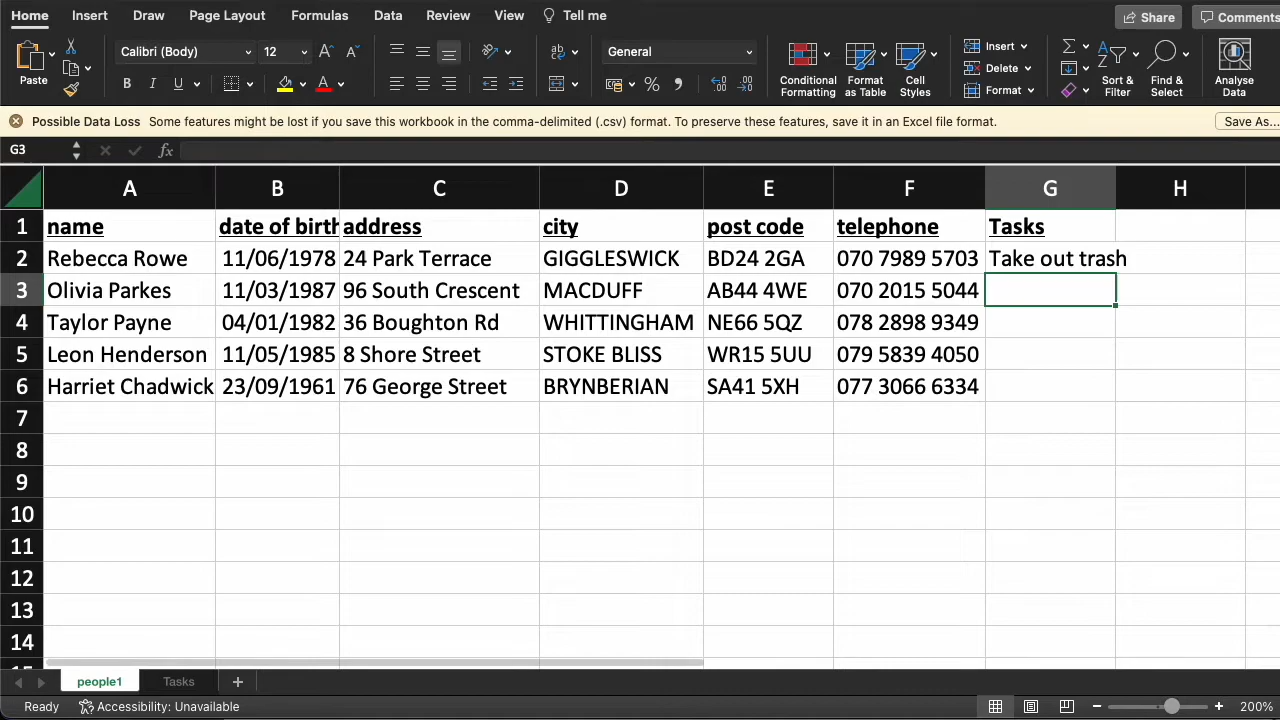 Home Insert Draw Page Layout Formulas Data Review View Tell me Share Comments
Paste Calibri (Body) 12 A A ab General Conditional Formatting Format as Table Cell Styles Insert Delete Format Sort & Filter Find & Select Analyse Data
B I U A %
Possible Data Loss Some features might be lost if you save this workbook in the comma-delimited (.csv) format. To preserve these features, save it in an Excel file format. Save As...
G3 fx
A B C D E F G H
1 name date of birth address city post code telephone Tasks
2 Rebecca Rowe 11/06/1978 24 Park Terrace GIGGLESWICK BD24 2GA 070 7989 5703 Take out trash
3 Olivia Parkes 11/03/1987 96 South Crescent MACDUFF AB44 4WE 070 2015 5044
4 Taylor Payne 04/01/1982 36 Boughton Rd WHITTINGHAM NE66 5QZ 078 2898 9349
5 Leon Henderson 11/05/1985 8 Shore Street STOKE BLISS WR15 5UU 079 5839 4050
6 Harriet Chadwick 23/09/1961 76 George Street BRYNBERIAN SA41 5XH 077 3066 6334
7
8
9
10
11
12
13
14
people1 Tasks +
Ready Accessibility: Unavailable 200%